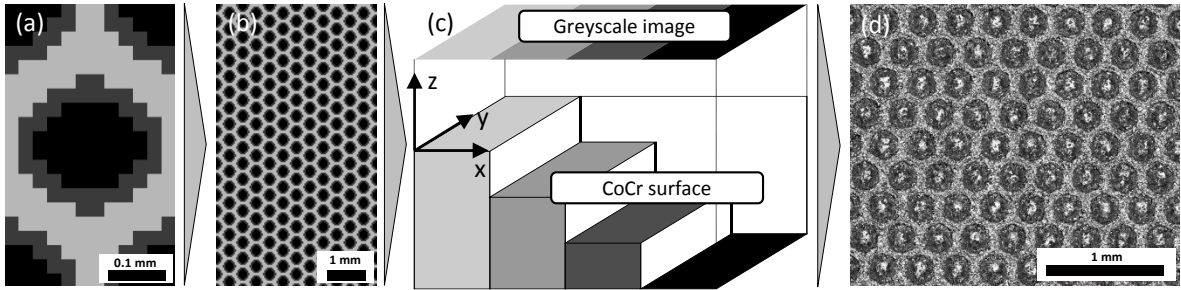 (a)
0.1 mm
(b)
1 mm
(c)
Greyscale image
z
y
x
CoCr surface
(d)
1 mm